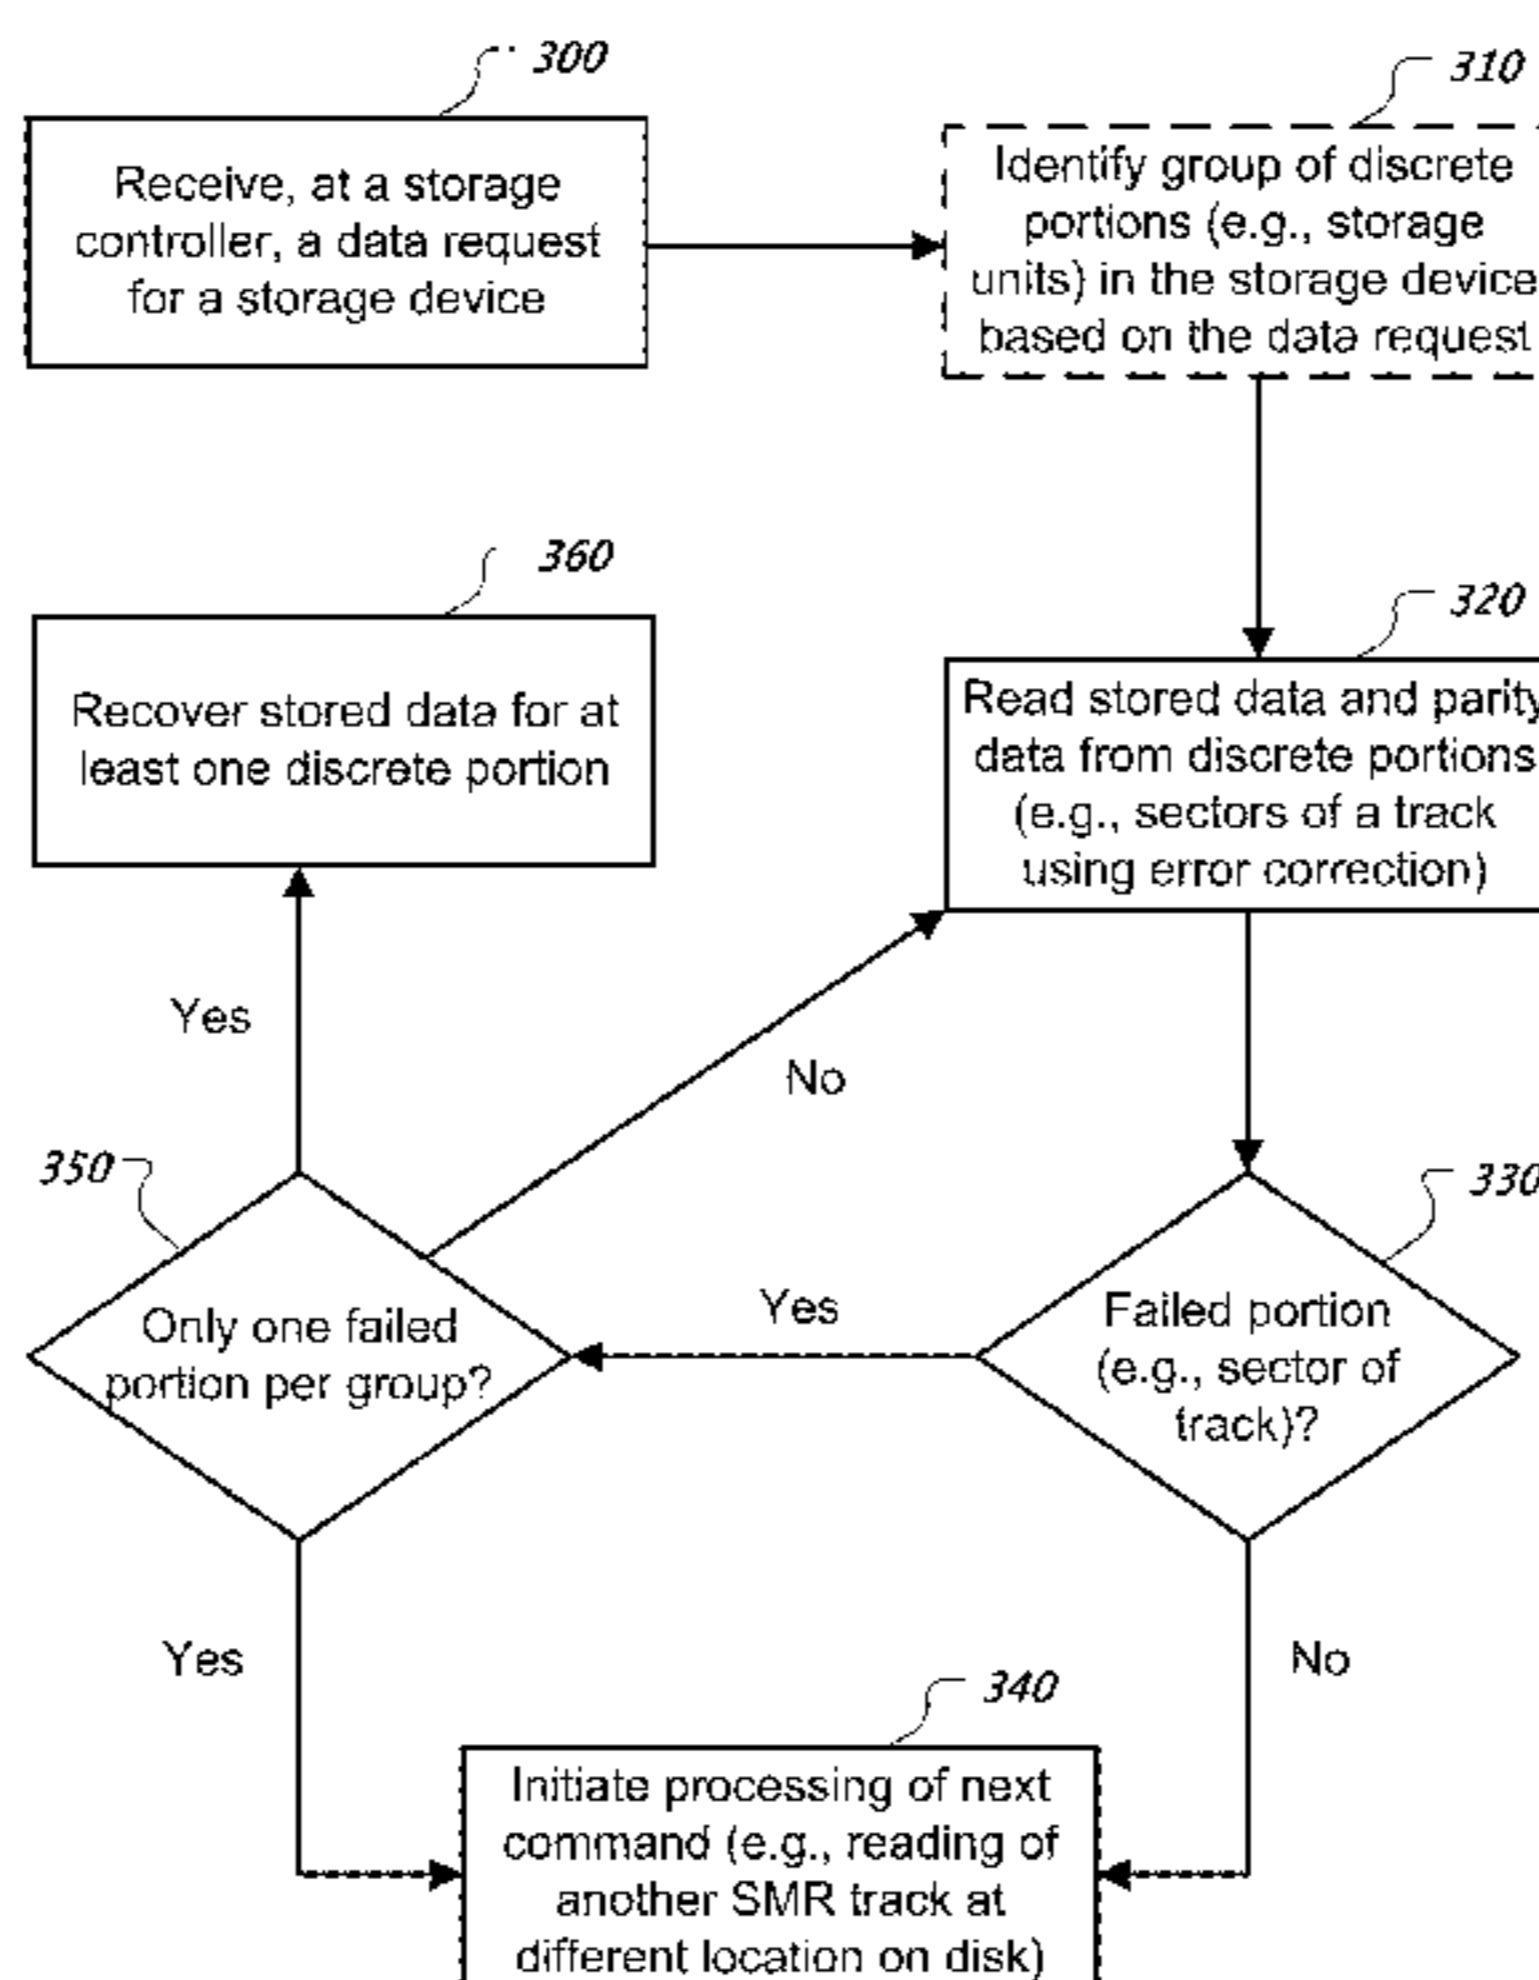 300
Receive, at a storage
controller, a data request
for a storage device
310
Identify group of discrete
portions (e.g., storage
units) in the storage device
based on the data request
360
Recover stored data for at
least one discrete portion
320
Read stored data and parity
data from discrete portions
(e.g., sectors of a track
using error correction)
Yes
No
350
Only one failed
portion per group?
Yes
330
Failed portion
(e.g., sector of
track)?
Yes
No
340
Initiate processing of next
command (e.g., reading of
another SMR track at
different location on disk)